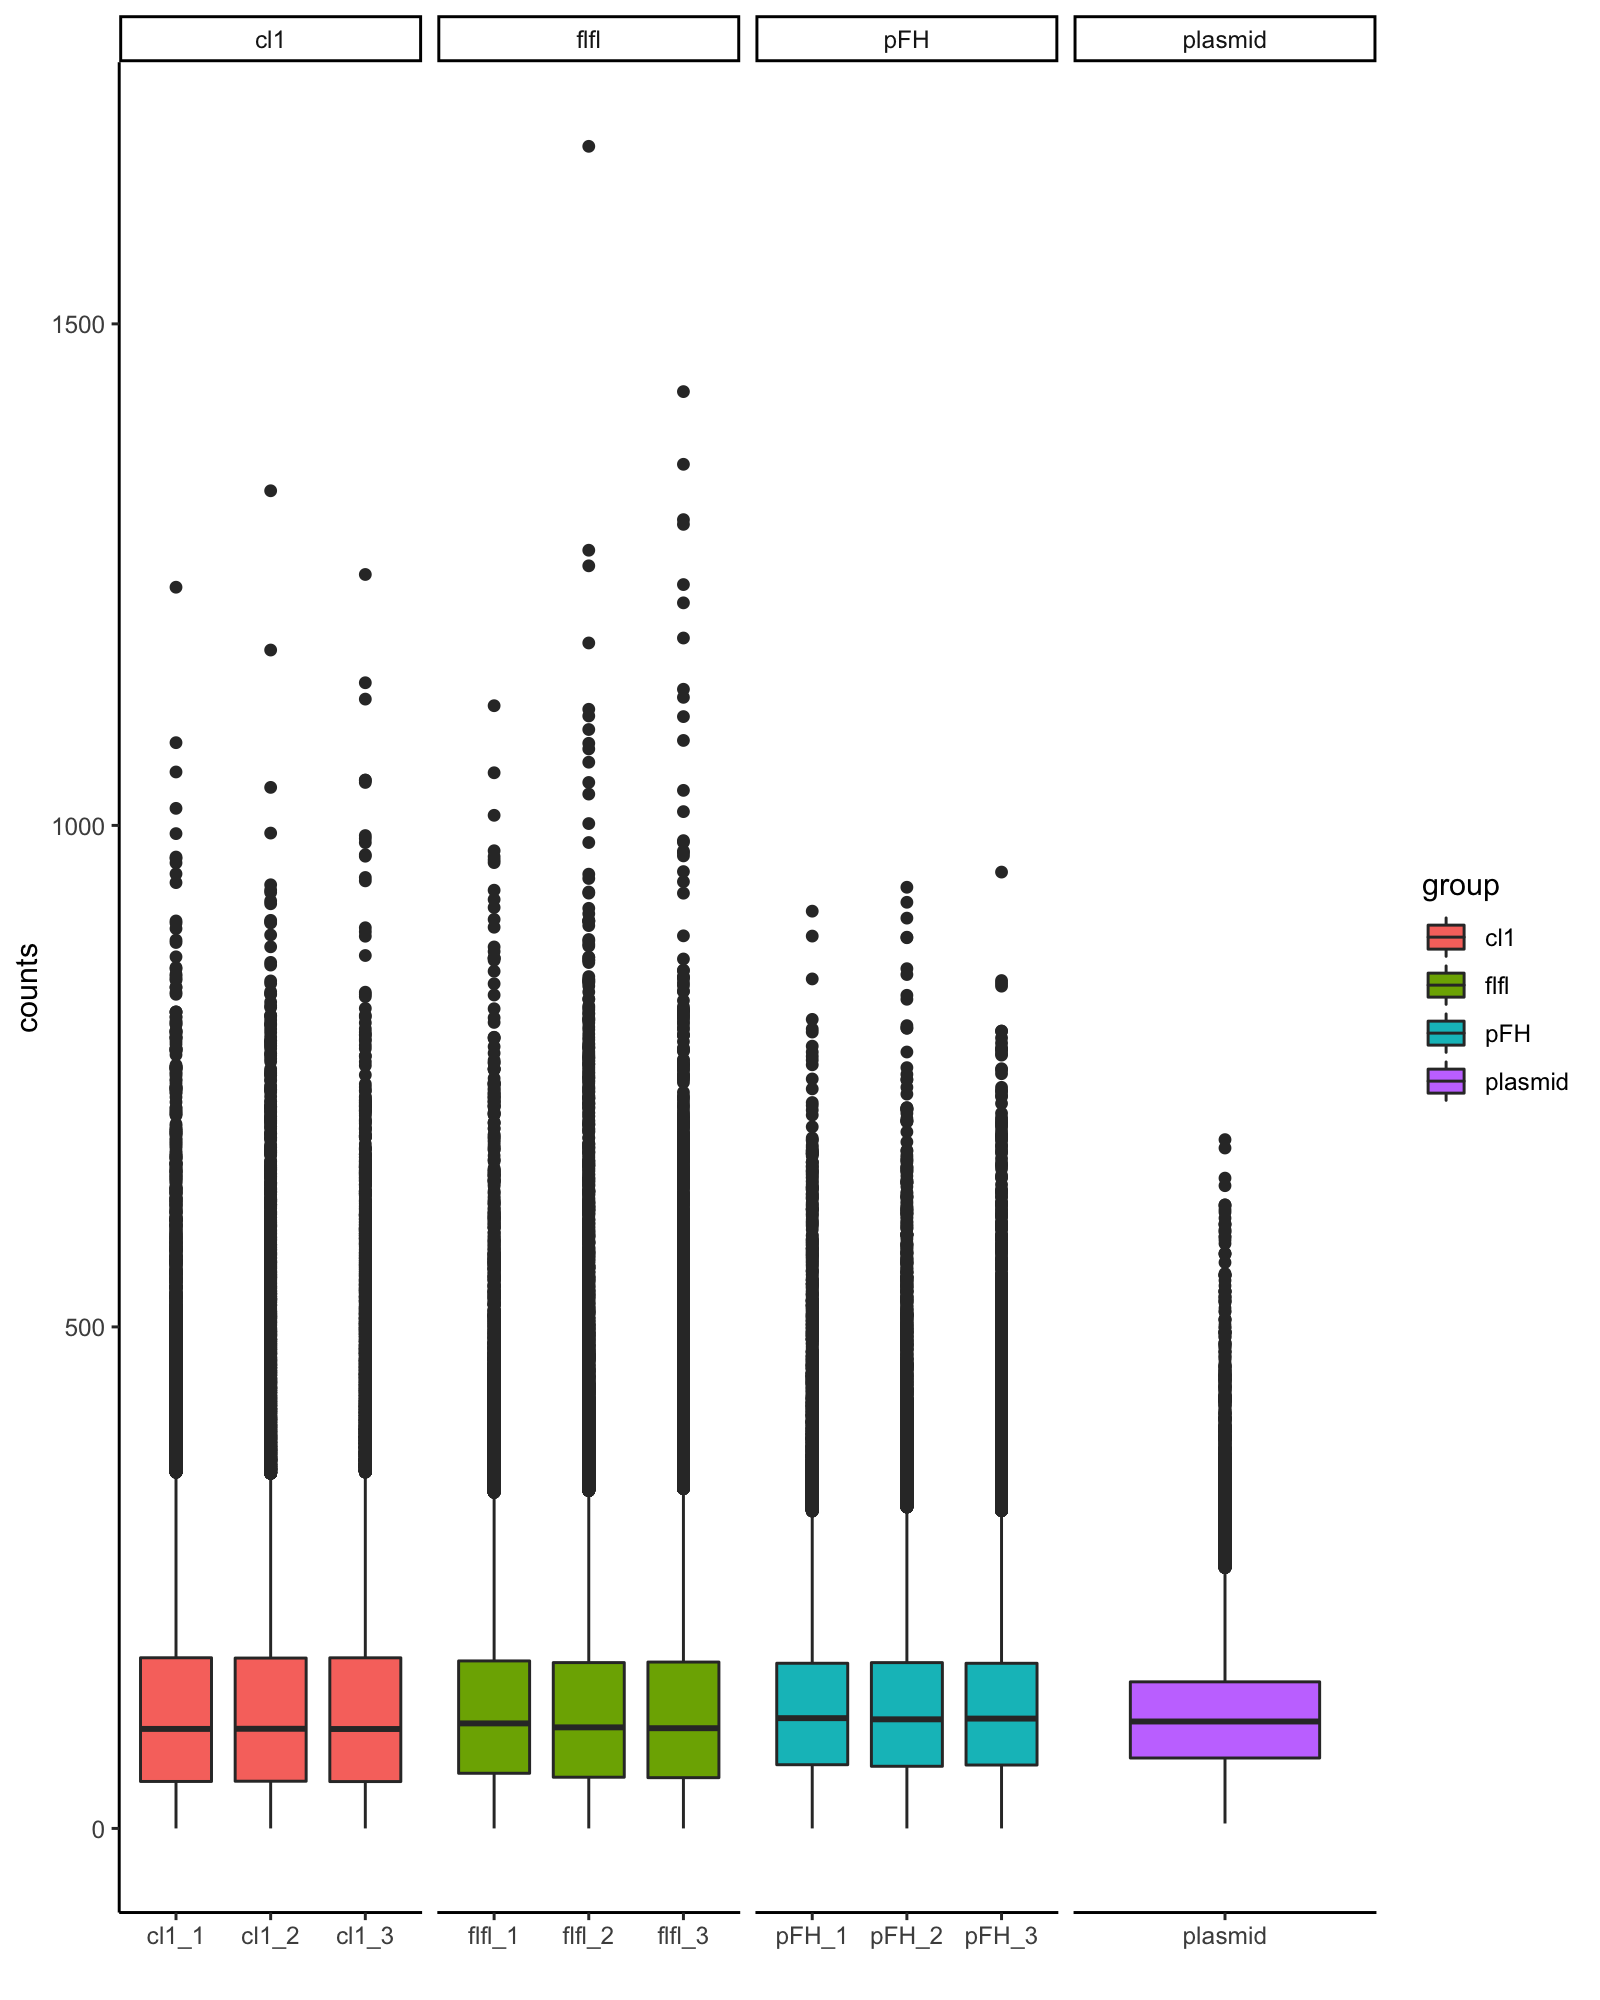 cl1 flfl pFH plasmid
1500
1000
500
0
counts
cl1_1 cl1_2 cl1_3 flfl_1 flfl_2 flfl_3 pFH_1 pFH_2 pFH_3 plasmid
group
cl1
flfl
pFH
plasmid